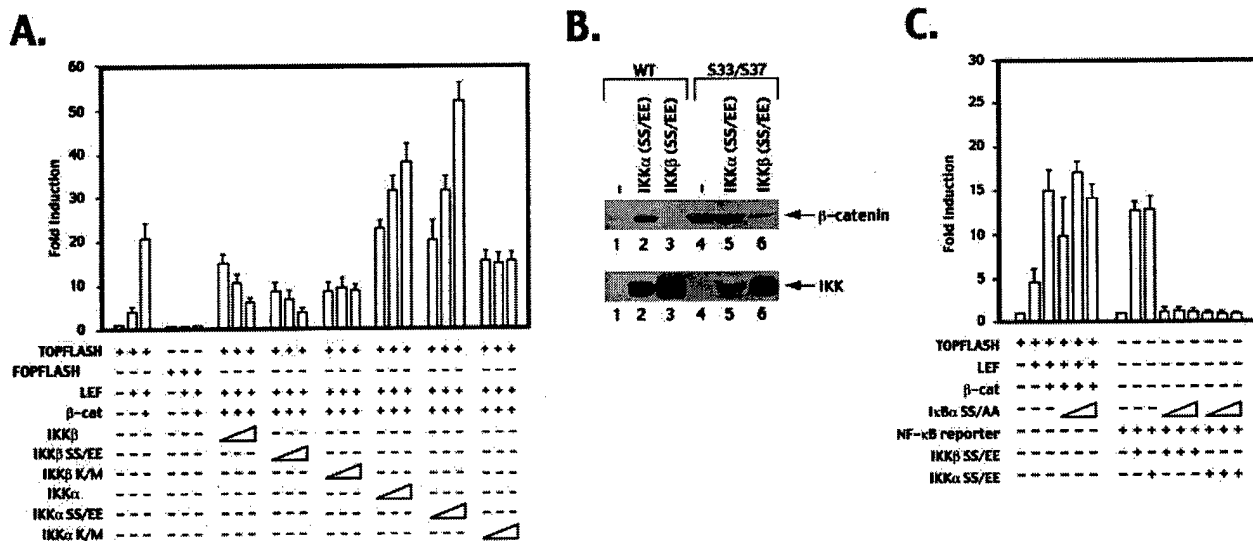 A.
60
50
40
30
20
10
0
Fold Induction
TOPFLASH + + + - - - + + + + + + + + + + + + + + + + + +
FOPFLASH - - - + + + - - - - - - - - - - - - - - - - - -
LEF - + + - + + + + + + + + + + + + + + + + + + + +
β-cat - - + - - + + + + + + + + + + + + + + + + + + +
IKKβ - - - - - - - - - - - - - - - - - - - - -
IKKβ SS/EE - - - - - - - - - - - - - - - - - - - - -
IKKβ K/M - - - - - - - - - - - - - - - - - - - - -
IKKα - - - - - - - - - - - - - - - - - - - - -
IKKα SS/EE - - - - - - - - - - - - - - - - - - - - -
IKKα K/M - - - - - - - - - - - - - - - - - - - - -
B.
WT S33/S37
- IKKα (SS/EE) IKKβ (SS/EE) - IKKα (SS/EE) IKKβ (SS/EE)
β-catenin
1 2 3 4 5 6
IKK
1 2 3 4 5 6
C.
30
25
20
15
10
5
0
Fold Induction
TOPFLASH + + + + + + - - - - - - - - -
LEF - + + + + + - - - - - - - - -
β-cat - - + + + + - - - - - - - - -
IκBα SS/AA - - - - - -
NF-κB reporter - - - - - - + + + + + + + + +
IKKβ SS/EE - - - - - - - + - + + + - - -
IKKα SS/EE - - - - - - - - + - - - + + +